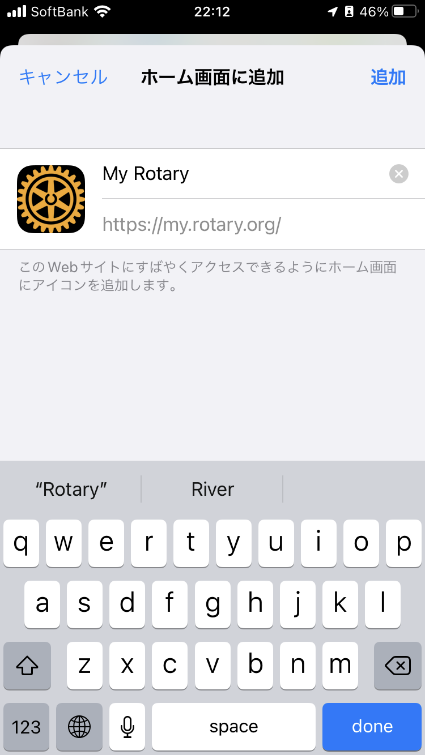 SoftBank 22:12 46%
キャンセル ホーム画面に追加 追加
My Rotary
https://my.rotary.org/
このWebサイトにすばやくアクセスできるようにホーム画面
にアイコンを追加します。
“Rotary” River
q w e r t y u i o p
a s d f g h j k l
z x c v b n m
123 space done